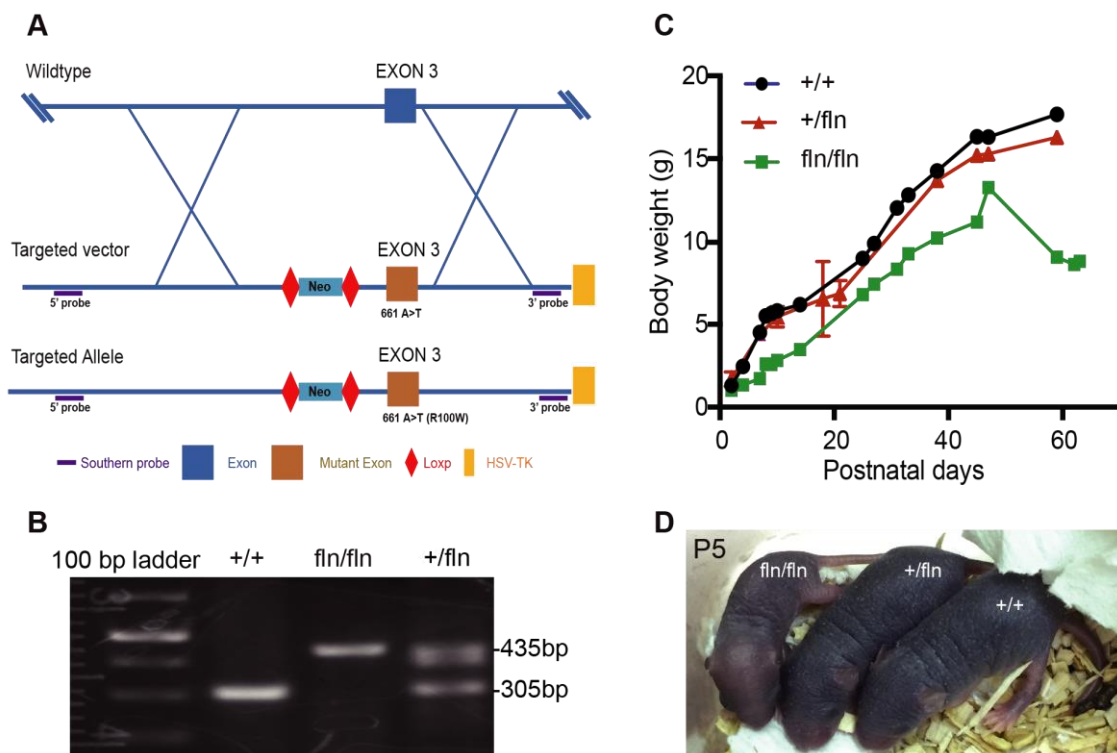 A
Wildtype
EXON 3
Targeted vector
EXON 3
Neo
5' probe
661 A>T
3' probe
Targeted Allele
EXON 3
Neo
5' probe
661 A>T (R100W)
3' probe
Southern probe Exon Mutant Exon Loxp HSV-TK
B
100 bp ladder +/+ fln/fln +/fln
-435bp
-305bp
C
20
15
10
5
0
Body weight (g)
+/+
+/fln
fln/fln
0 20 40 60
Postnatal days
D
P5
fln/fln
+/fln
+/+